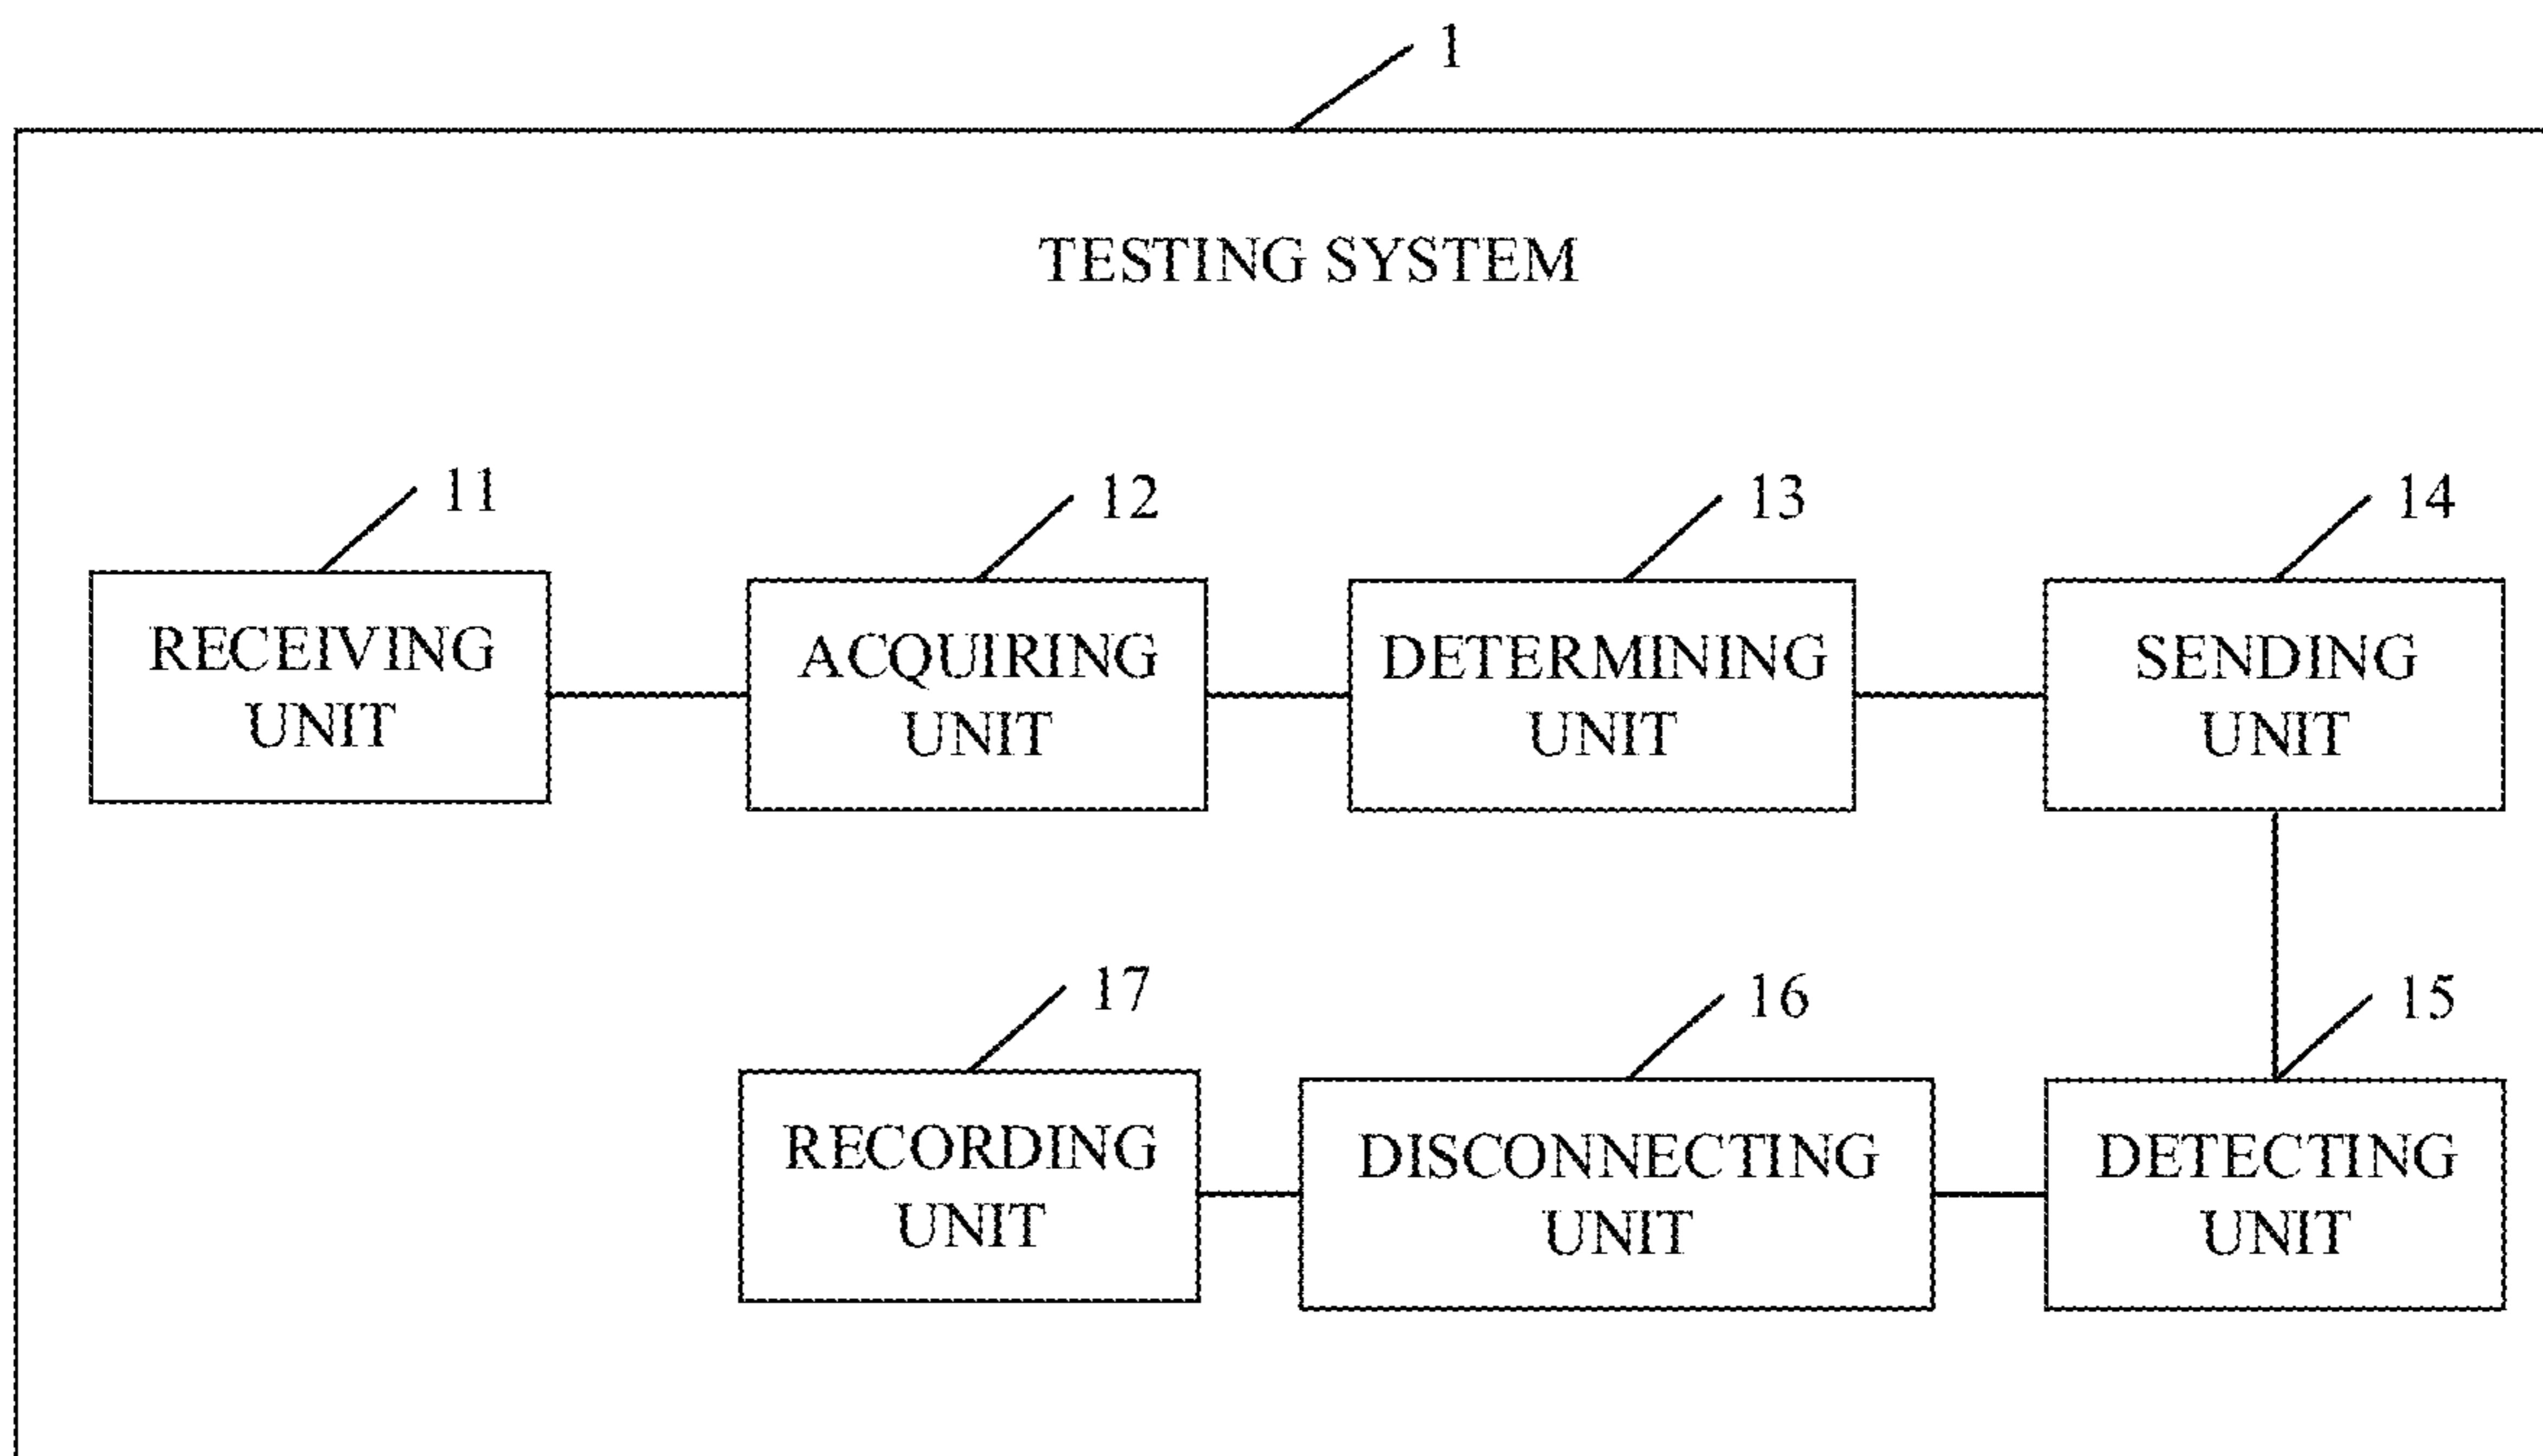 1
TESTING SYSTEM
11
12
13
14
RECEIVING
UNIT
ACQUIRING
UNIT
DETERMINING
UNIT
SENDING
UNIT
17
16
15
RECORDING
UNIT
DISCONNECTING
UNIT
DETECTING
UNIT